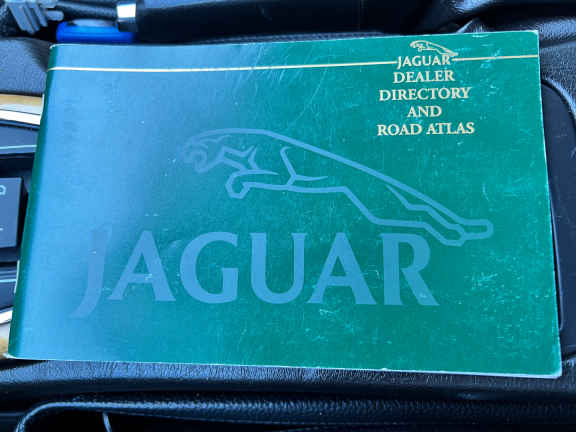 JAGUAR
DEALER
DIRECTORY
AND
ROAD ATLAS
JAGUAR